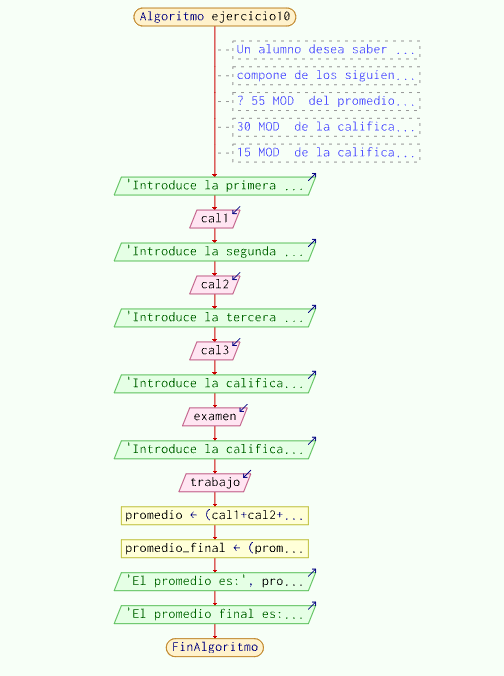 Algoritmo ejercicio10
Un alumno desea saber ...
compone de los siguien...
? 55 MOD  del promedio...
30 MOD  de la califica...
15 MOD  de la califica...
'Introduce la primera ...
cal1
'Introduce la segunda ...
cal2
'Introduce la tercera ...
cal3
'Introduce la califica...
examen
'Introduce la califica...
trabajo
promedio ← (cal1+cal2+...
promedio_final ← (prom...
'El promedio es:', pro...
'El promedio final es:...
FinAlgoritmo